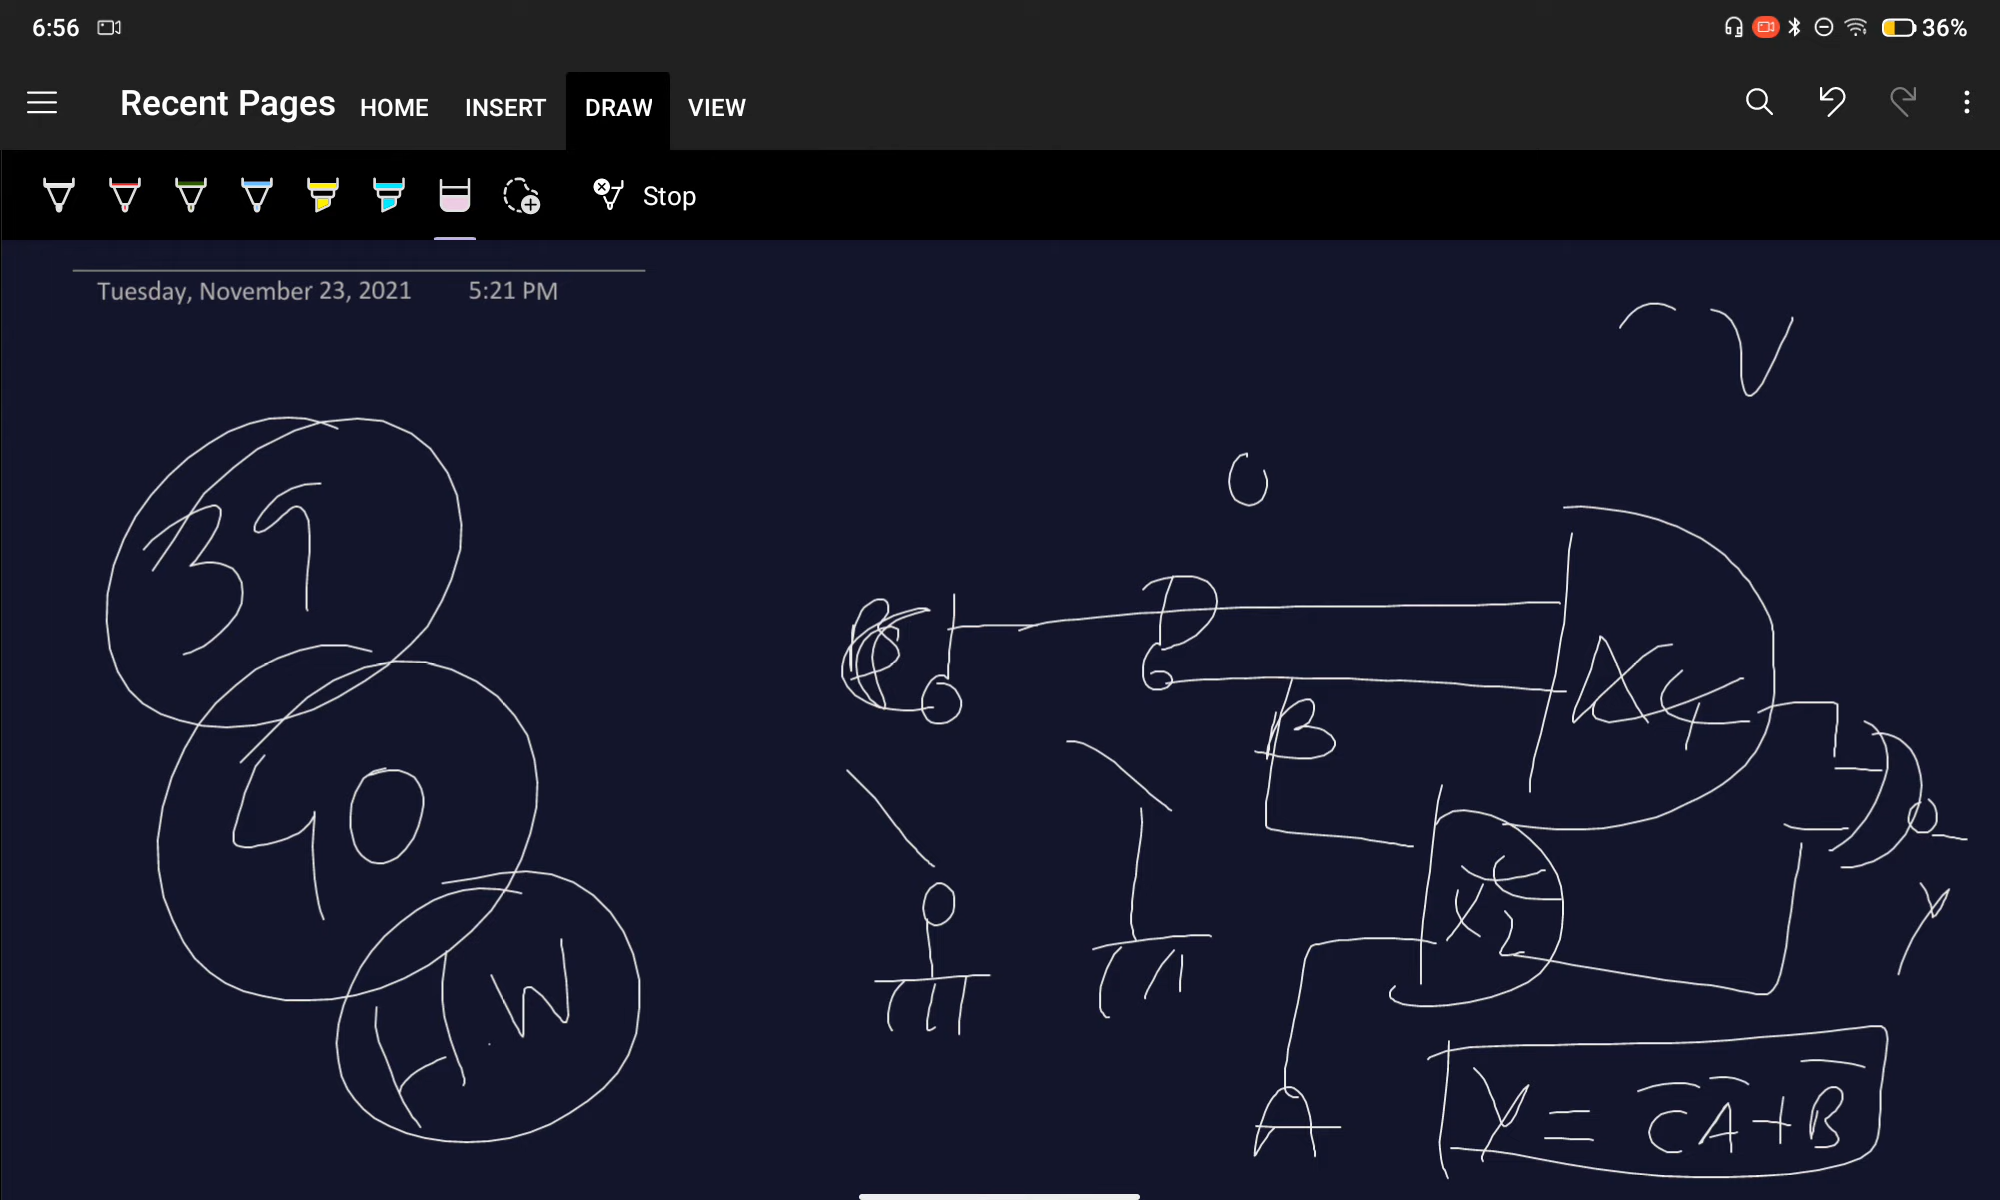 6:56 36%
Recent Pages HOME INSERT DRAW VIEW
Stop
Tuesday, November 23, 2021 5:21 PM
39
40
H.W
0
D
B
A
Y
Y = C̅A̅+B̅